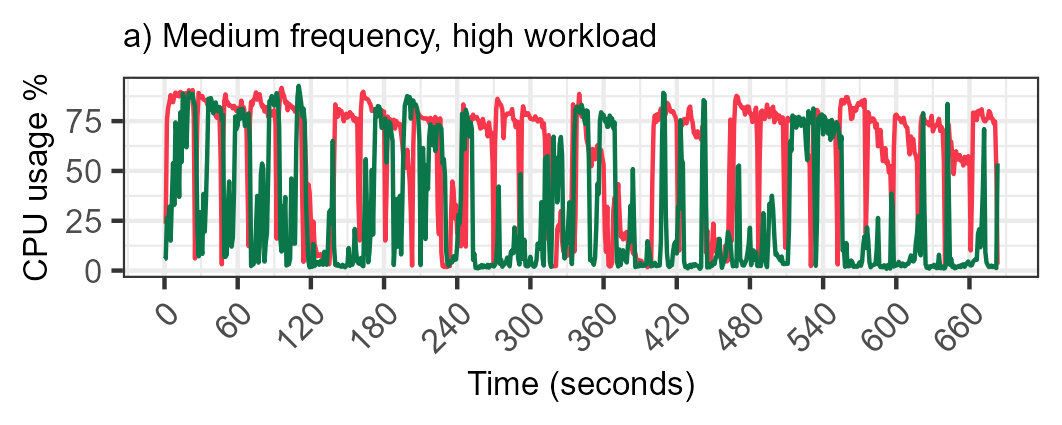 a) Medium frequency, high workload
CPU usage %
75
50
25
0
0 60 120 180 240 300 360 420 480 540 600 660
Time (seconds)